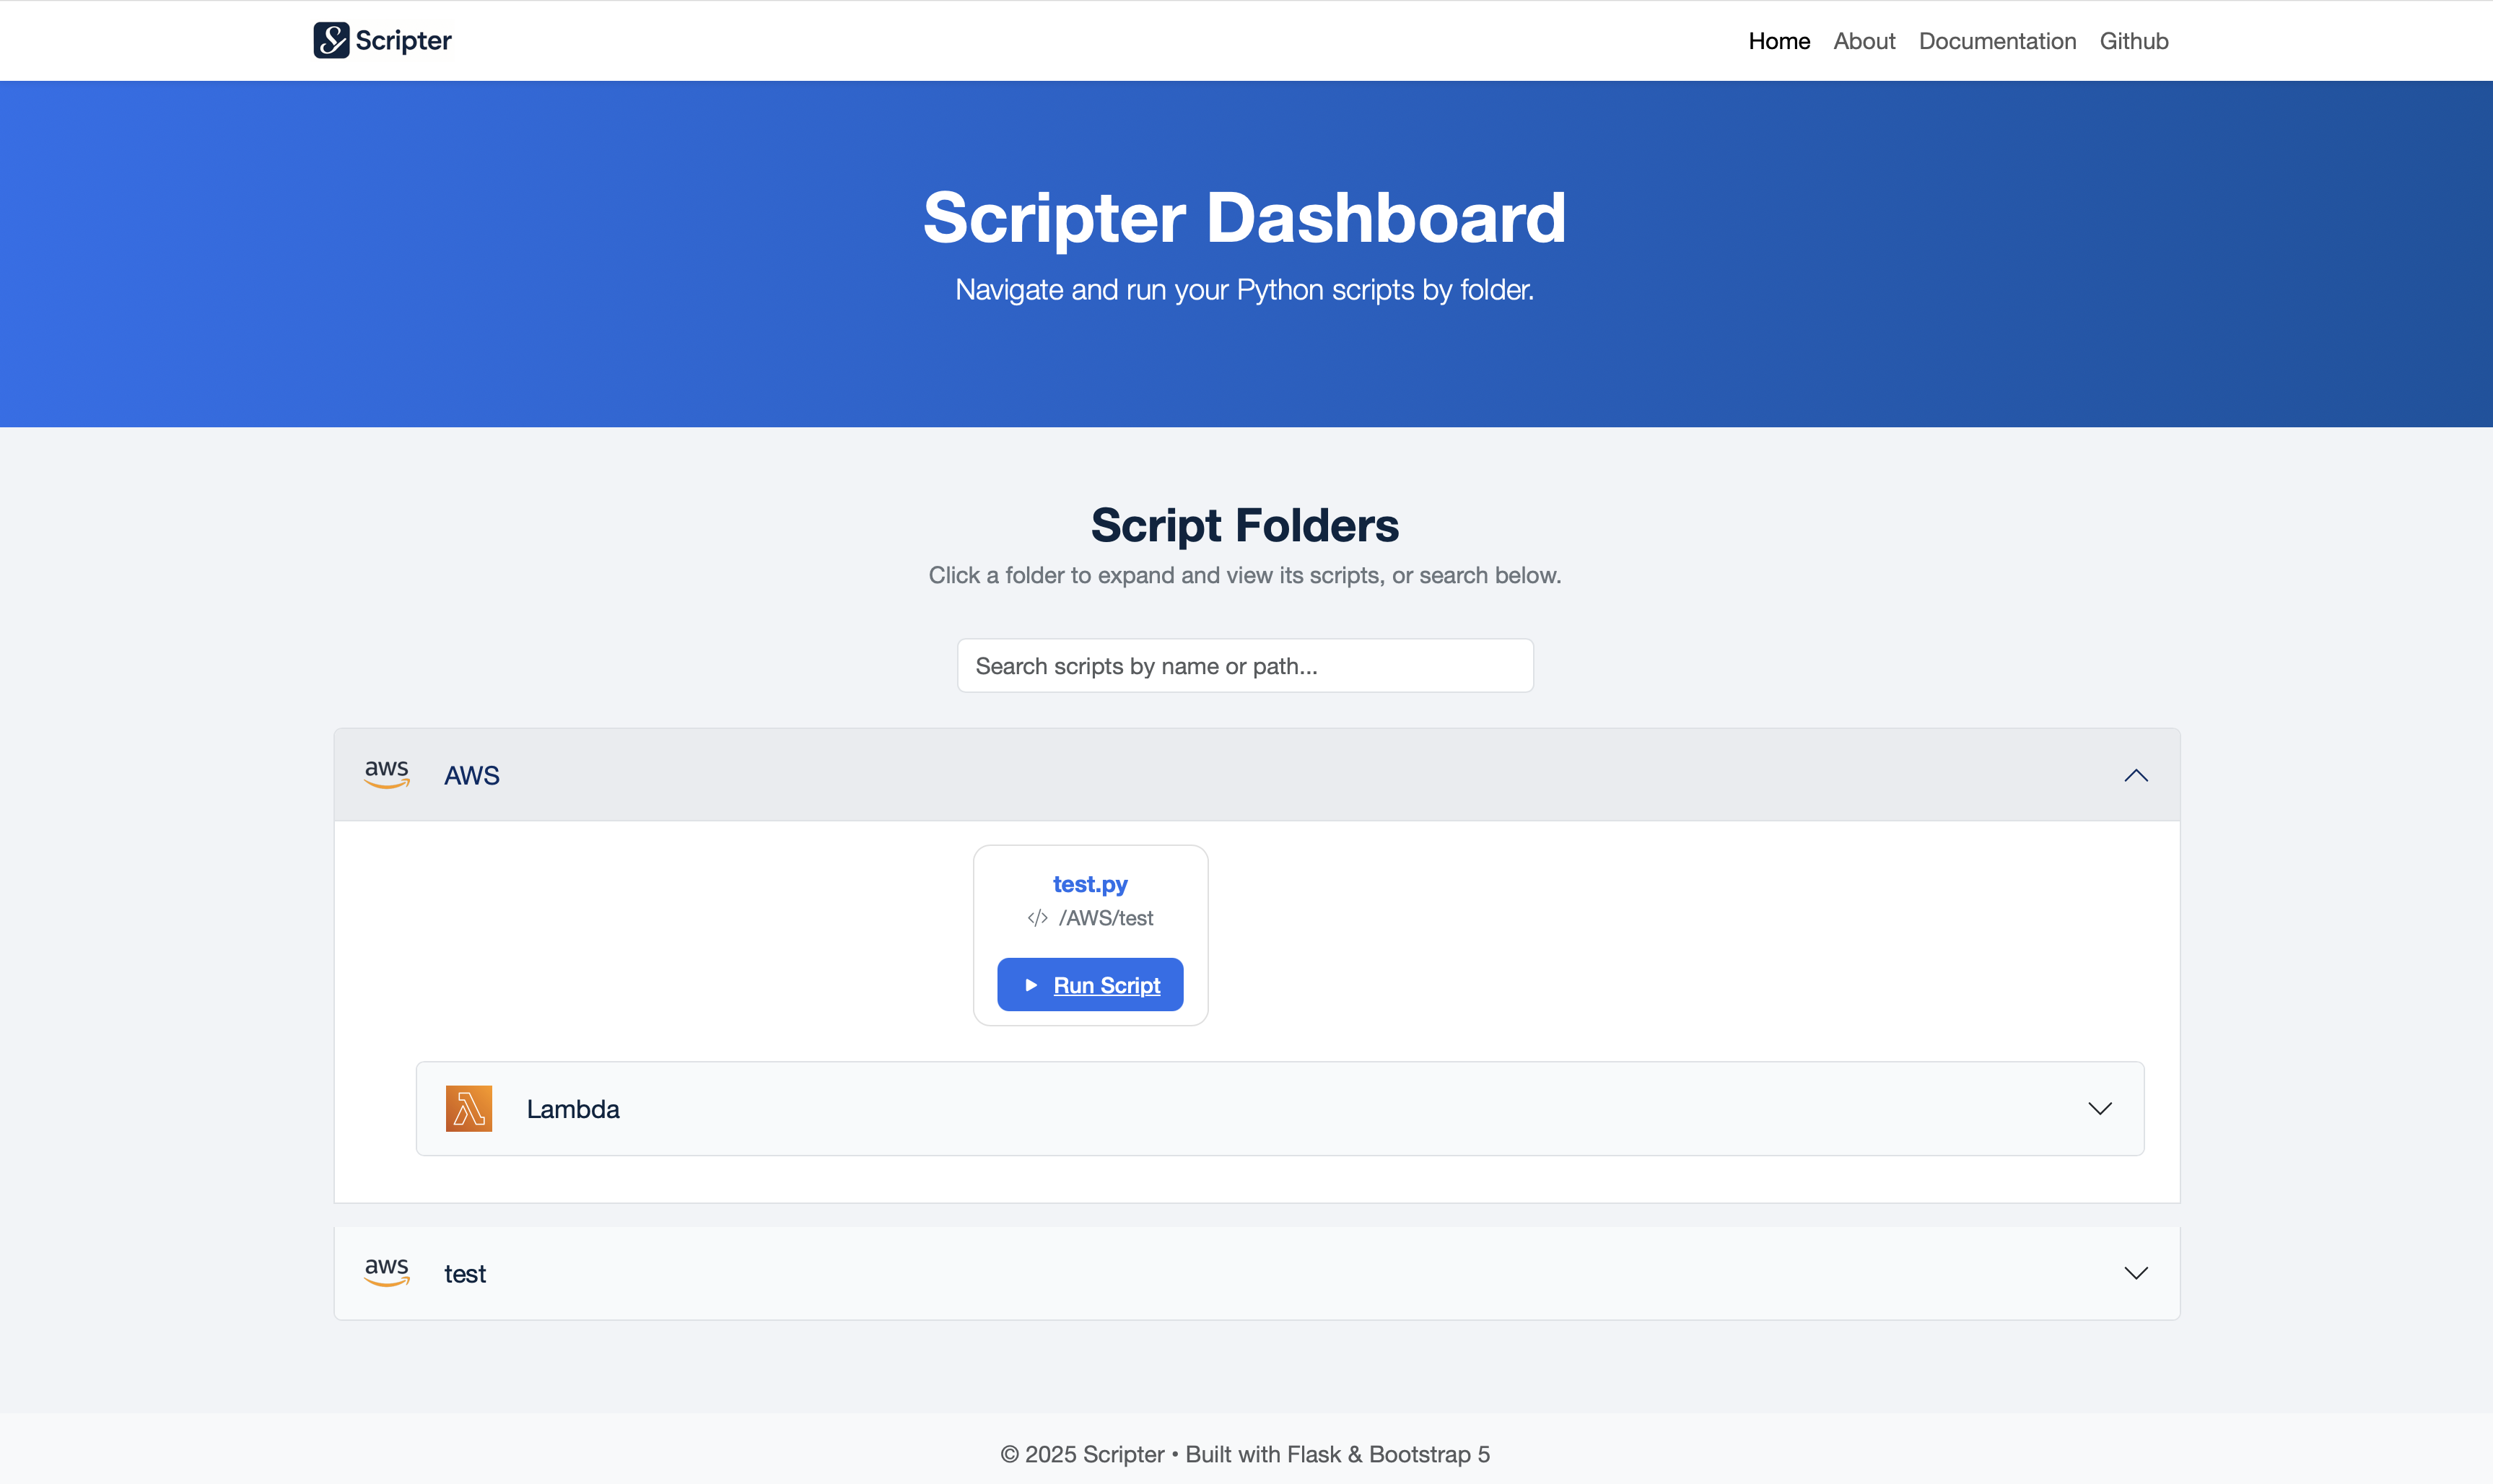 Scripter
Home About Documentation Github
Scripter Dashboard
Navigate and run your Python scripts by folder.
Script Folders
Click a folder to expand and view its scripts, or search below.
Search scripts by name or path...
aws AWS
test.py
</> /AWS/test
Run Script
Lambda
aws test
© 2025 Scripter • Built with Flask & Bootstrap 5